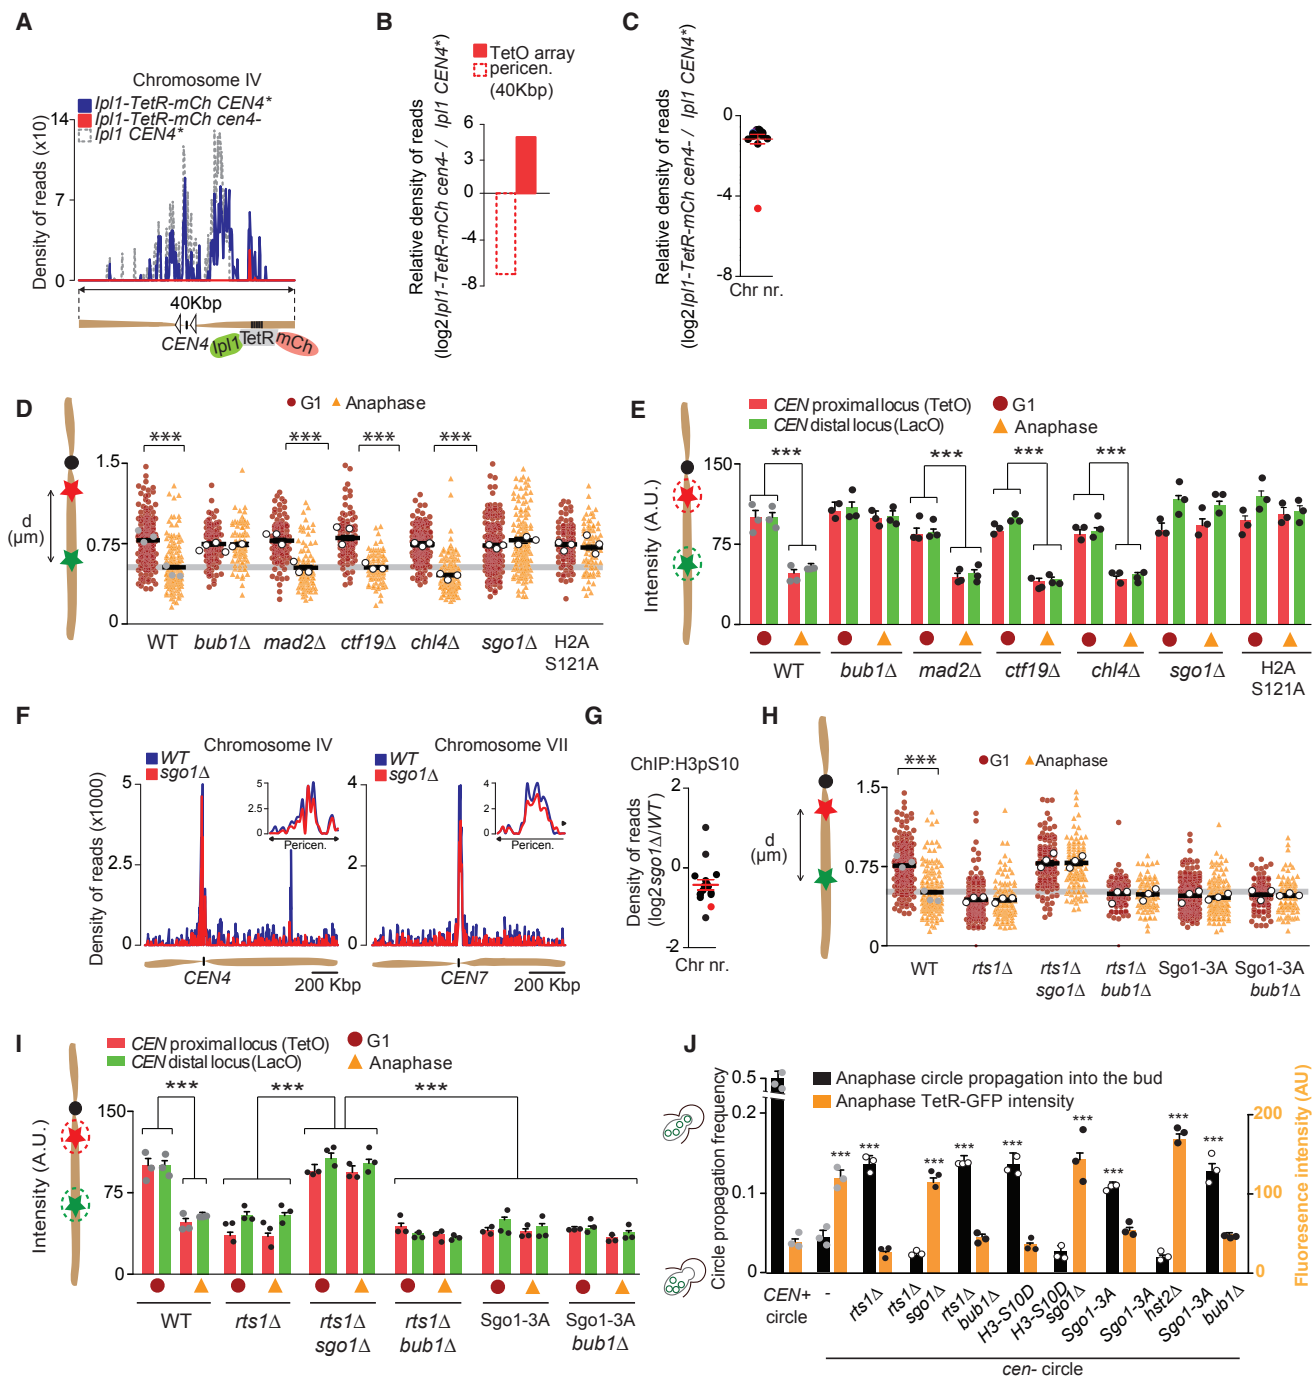 A
Chromosome IV
Ipl1-TetR-mCh CEN4*
Ipl1-TetR-mCh cen4-
Ipl1 CEN4*
Density of reads (x10)
14
7
0
40Kbp
CEN4
Ipl1
TetR
mCh
B
TetO array
pericen.
(40Kbp)
Relative density of reads
(log2 Ipl1-TetR-mCh cen4- / Ipl1 CEN4*)
6
3
0
-4
-8
C
Relative density of reads
(log2 Ipl1-TetR-mCh cen4- / Ipl1 CEN4*)
0
-4
-8
Chr nr.
D
G1 Anaphase
*** *** *** ***
d
(μm)
1.5
0.75
0
WT bub1Δ mad2Δ ctf19Δ chl4Δ sgo1Δ H2A
S121A
E
CEN proximal locus (TetO) G1
CEN distal locus (LacO) Anaphase
*** *** *** ***
Intensity (A.U.)
150
75
0
WT bub1Δ mad2Δ ctf19Δ chl4Δ sgo1Δ H2A
S121A
F
Chromosome IV
WT
sgo1Δ
Density of reads (x1000)
5
2.5
0
5
2.5
0
Pericen.
CEN4
200 Kbp
Chromosome VII
WT
sgo1Δ
4
2
0
4
2
0
Pericen.
CEN7
200 Kbp
G
ChIP:H3pS10
Density of reads
(log2 sgo1Δ/WT)
2
0
-2
Chr nr.
H
G1 Anaphase
***
d
(μm)
1.5
0.75
0
WT rts1Δ rts1Δ rts1Δ Sgo1-3A Sgo1-3A
sgo1Δ bub1Δ bub1Δ
I
CEN proximal locus (TetO) G1
CEN distal locus (LacO) Anaphase
*** *** ***
Intensity (A.U.)
150
75
0
WT rts1Δ rts1Δ rts1Δ Sgo1-3A Sgo1-3A
sgo1Δ bub1Δ bub1Δ
J
Anaphase circle propagation into the bud
Anaphase TetR-GFP intensity
Circle propagation frequency
0.5
0.2
0.1
0
Fluoresence intensity (AU)
200
100
0
*** *** *** *** *** *** *** *** ***
CEN+
circle
-
rts1Δ
rts1Δ
sgo1Δ
rts1Δ
bub1Δ
H3-S10D
H3-S10D
sgo1Δ
Sgo1-3A
Sgo1-3A
hst2Δ
Sgo1-3A
bub1Δ
cen- circle